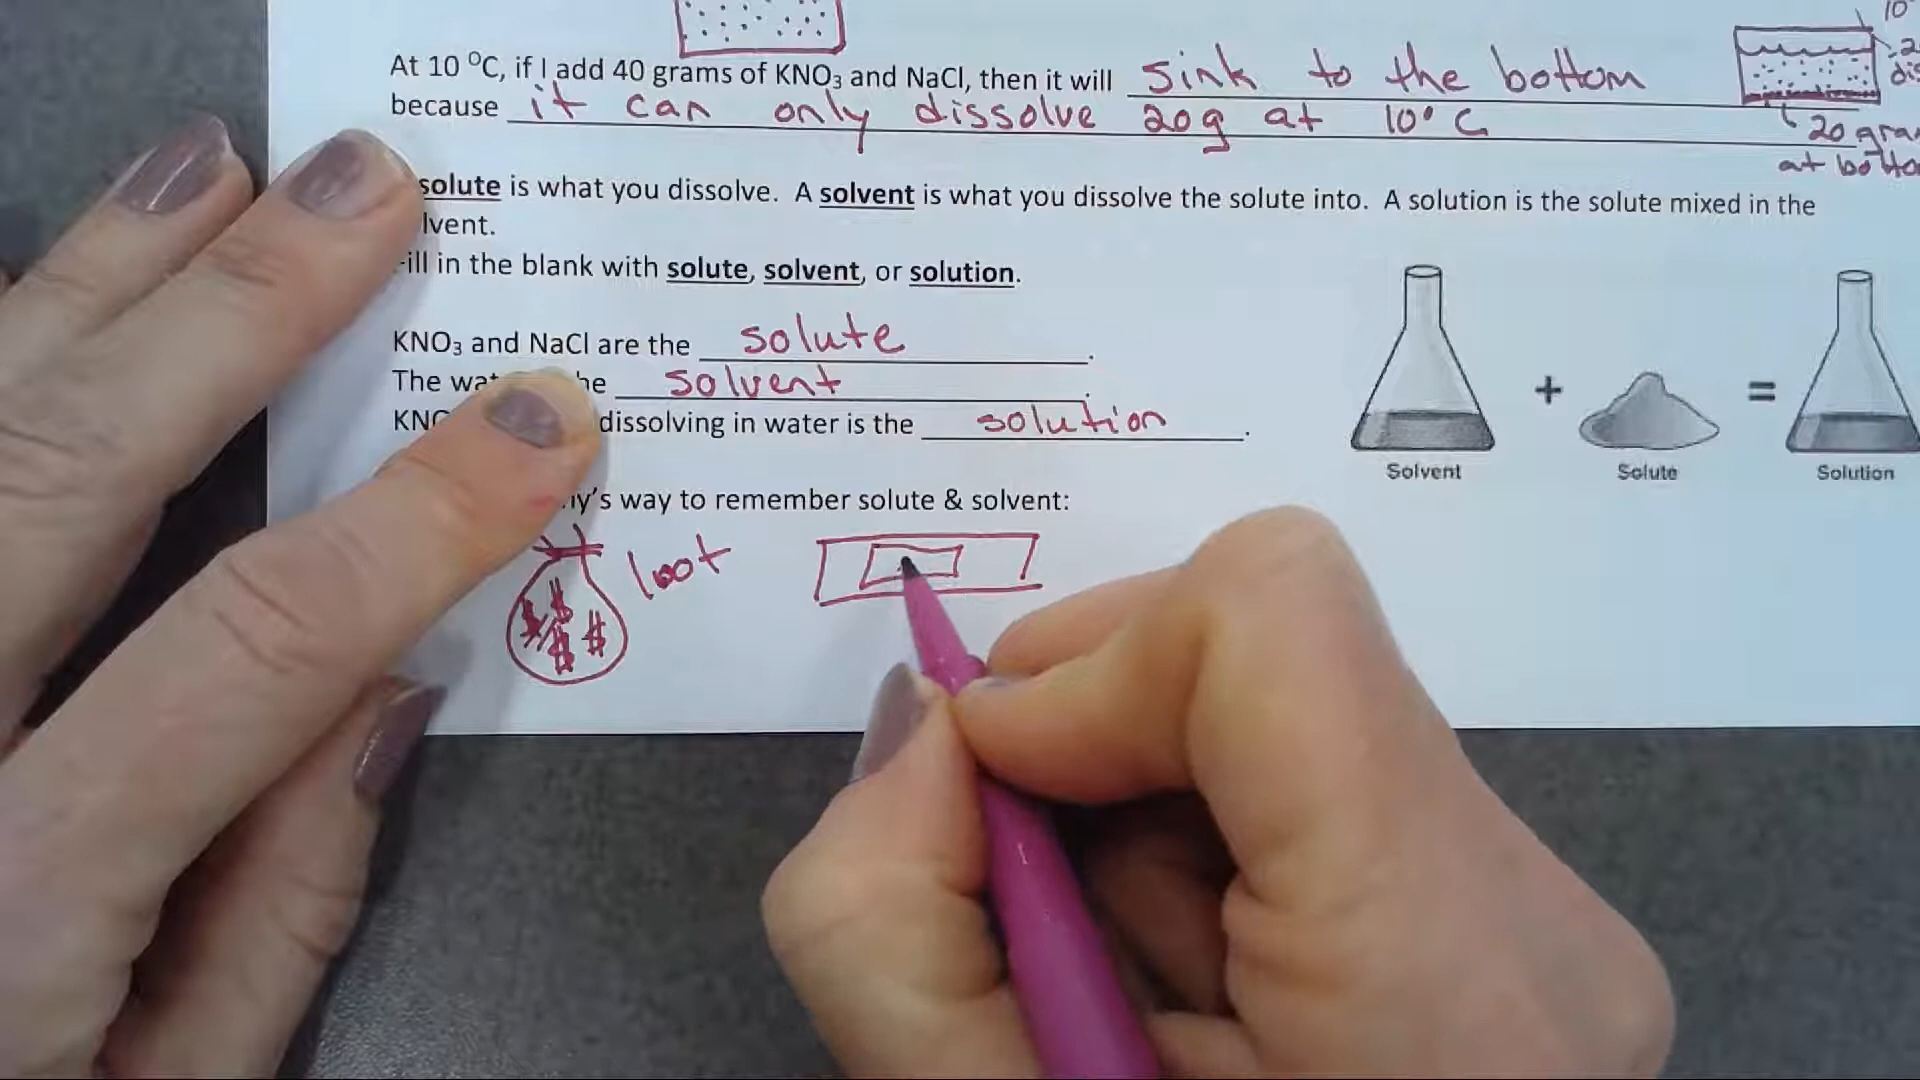 10
At 10 ⁰C, if I add 40 grams of KNO₃ and NaCl, then it will sink to the bottom
because it can only dissolve 20g at 10° C
20 gra
at botto
solute is what you dissolve. A solvent is what you dissolve the solute into. A solution is the solute mixed in the
lvent.
ill in the blank with solute, solvent, or solution.
KNO₃ and NaCl are the solute.
The wat he solvent.
KNO dissolving in water is the solution.
y's way to remember solute & solvent:
loot
$ $ $ $
Solvent + Solute = Solution